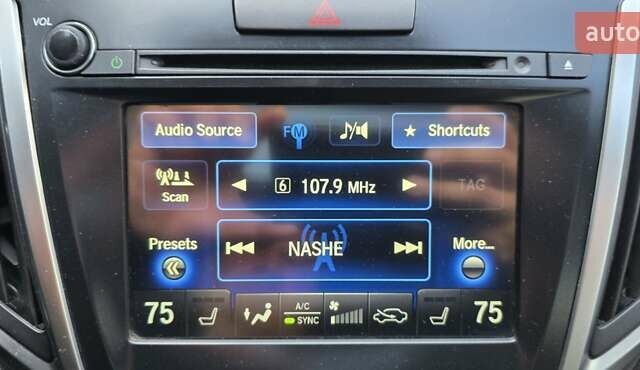 VOL
auto
Audio Source
FM
★ Shortcuts
Scan
6 107.9 MHz
TAG
Presets
NASHE
More...
75
A/C
SYNC
75